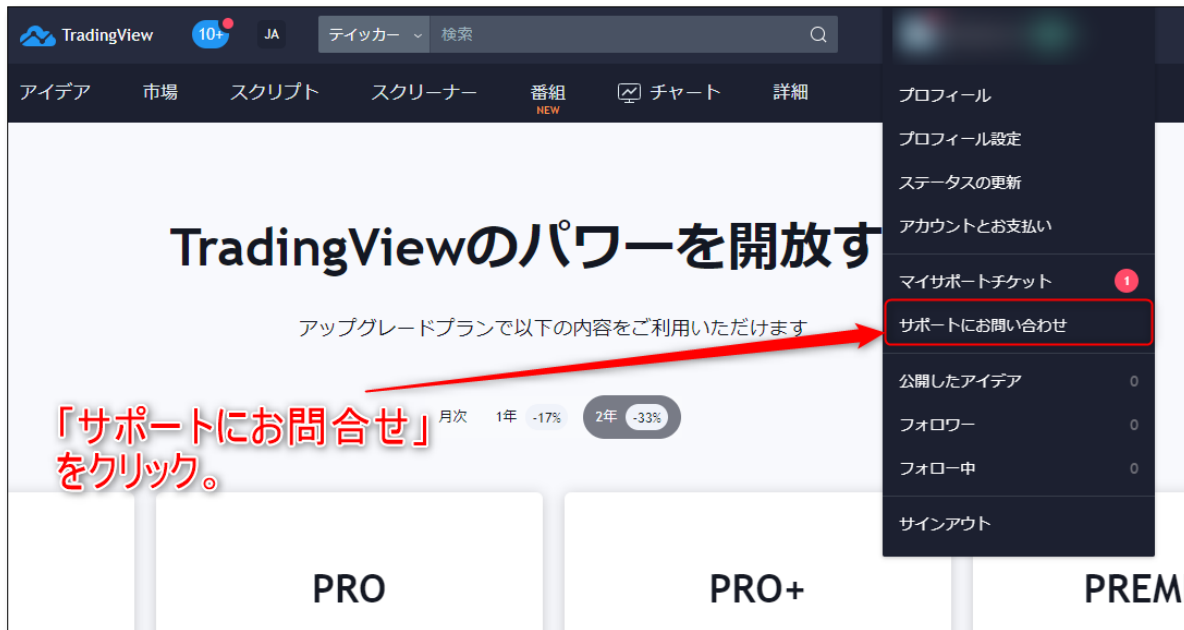 TradingView 10+ JA ティッカー 検索
アイデア 市場 スクリプト スクリーナー 番組 チャート 詳細
NEW
プロフィール
プロフィール設定
ステータスの更新
アカウントとお支払い
マイサポートチケット 1
サポートにお問い合わせ
公開したアイデア 0
フォロワー 0
フォロー中 0
サインアウト
TradingViewのパワーを開放す
アップグレードプランで以下の内容をご利用いただけます
月次 1年 -17% 2年 -33%
「サポートにお問合せ」
をクリック。
PRO PRO+ PREM